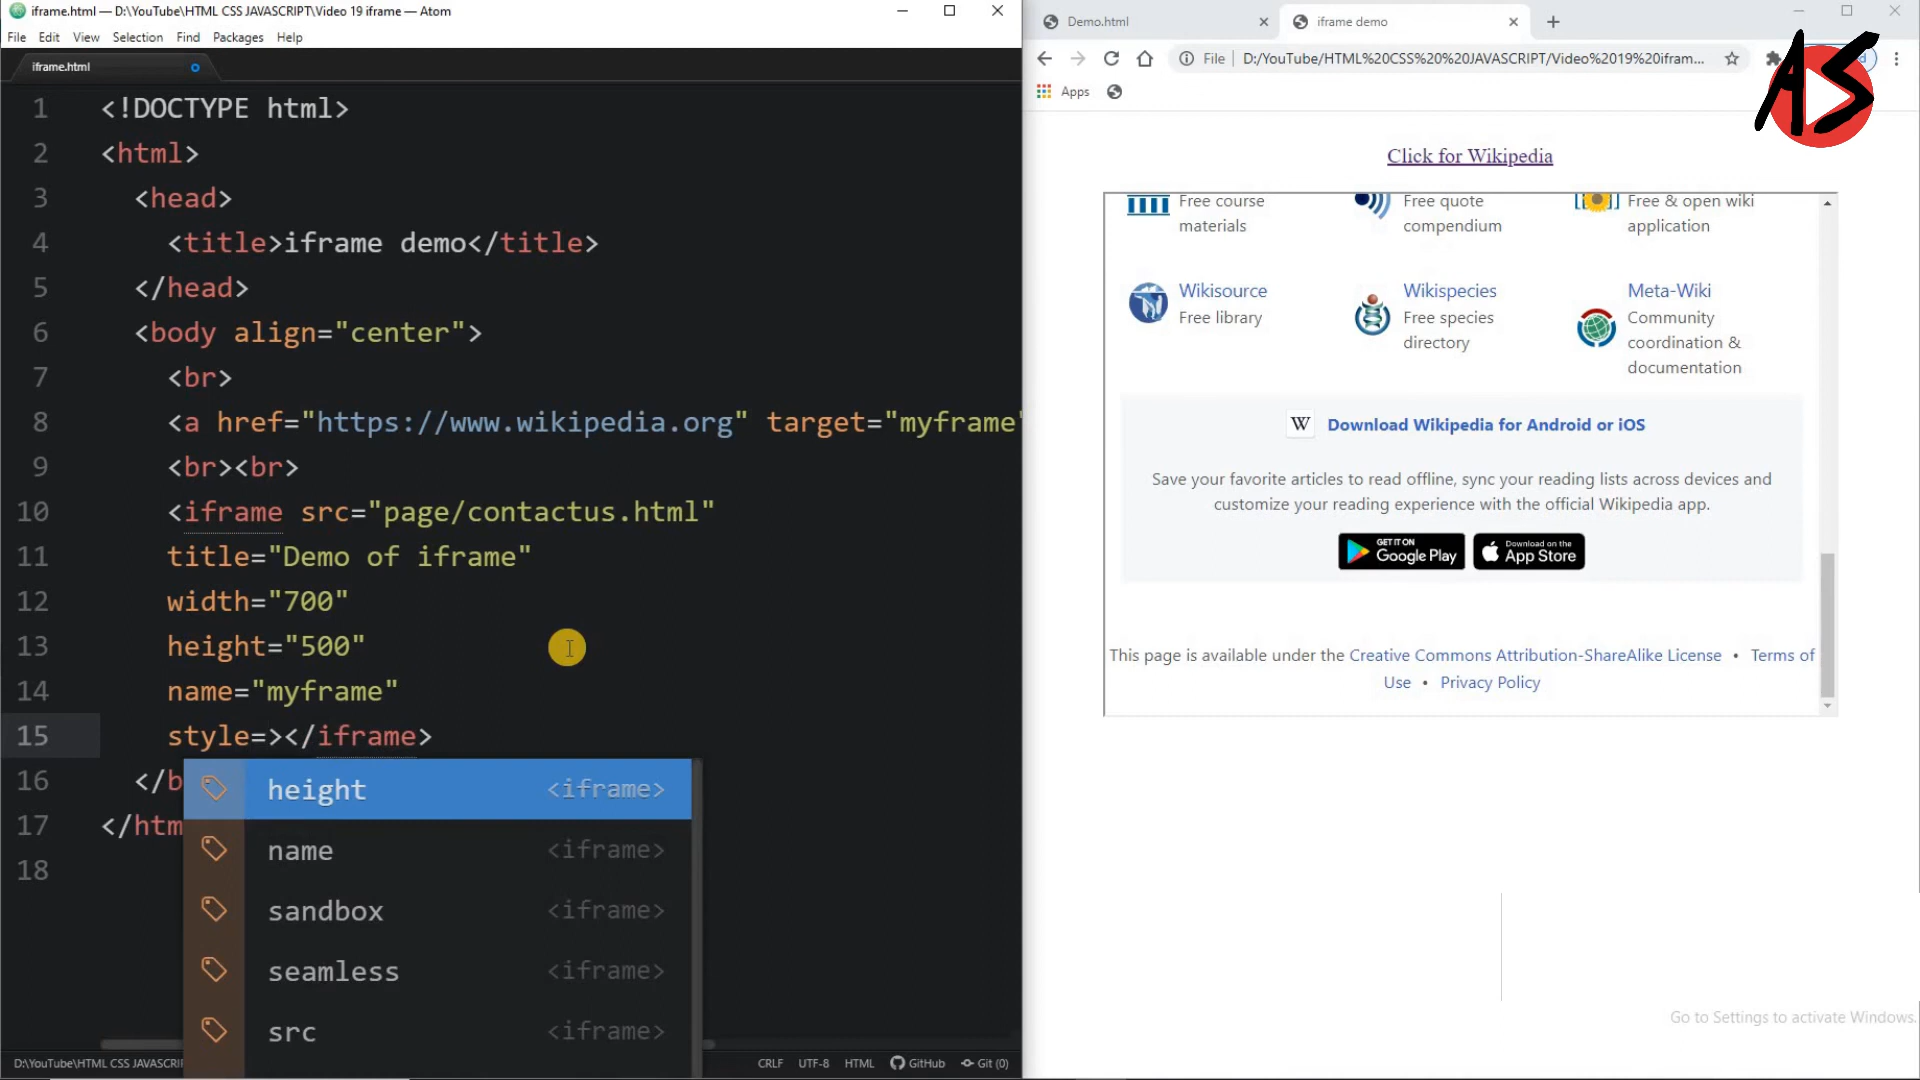 iframe.html — D:\YouTube\HTML CSS JAVASCRIPT\Video 19 iframe — Atom
File Edit View Selection Find Packages Help
iframe.html
1 <!DOCTYPE html>
2 <html>
3 <head>
4 <title>iframe demo</title>
5 </head>
6 <body align="center">
7 <br>
8 <a href="https://www.wikipedia.org" target="myframe"
9 <br><br>
10 <iframe src="page/contactus.html"
11 title="Demo of iframe"
12 width="700"
13 height="500"
14 name="myframe"
15 style=></iframe>
16 </b
17 </htm
18
height <iframe>
name <iframe>
sandbox <iframe>
seamless <iframe>
src <iframe>
D:\YouTube\HTML CSS JAVASCRI
CRLF UTF-8 HTML GitHub Git (0)
Demo.html
iframe demo
File D:/YouTube/HTML%20CSS%20%20JAVASCRIPT/Video%2019%20ifram...
Apps
AS
Click for Wikipedia
Free course
materials
Free quote
compendium
Free & open wiki
application
Wikisource
Free library
Wikispecies
Free species
directory
Meta-Wiki
Community
coordination &
documentation
W Download Wikipedia for Android or iOS
Save your favorite articles to read offline, sync your reading lists across devices and
customize your reading experience with the official Wikipedia app.
GET IT ON
Google Play
Download on the
App Store
This page is available under the Creative Commons Attribution-ShareAlike License • Terms of
Use • Privacy Policy
Go to Settings to activate Windows.